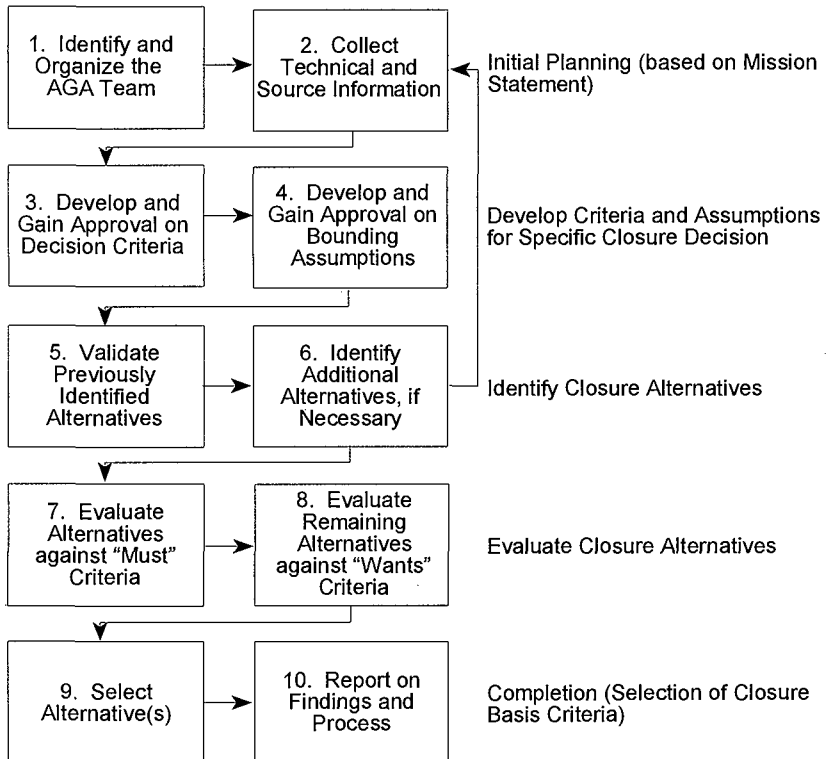 1. Identify and
Organize the
AGA Team
2. Collect
Technical and
Source Information
Initial Planning (based on Mission
Statement)
3. Develop and
Gain Approval on
Decision Criteria
4. Develop and
Gain Approval on
Bounding
Assumptions
Develop Criteria and Assumptions
for Specific Closure Decision
5. Validate
Previously
Identified
Alternatives
6. Identify
Additional
Alternatives, if
Necessary
Identify Closure Alternatives
7. Evaluate
Alternatives
against “Must”
Criteria
8. Evaluate
Remaining
Alternatives
against “Wants”
Criteria
Evaluate Closure Alternatives
9. Select
Alternative(s)
10. Report on
Findings and
Process
Completion (Selection of Closure
Basis Criteria)